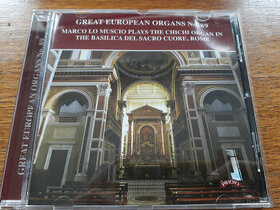 GREAT EUROPEAN ORGANS No. 89
MARCO LO MUSCIO PLAYS THE CHICHI ORGAN IN
THE BASILICA DEL SACRO CUORE, ROME
GREAT EUROPEAN ORGANS No. 89
PRIORY